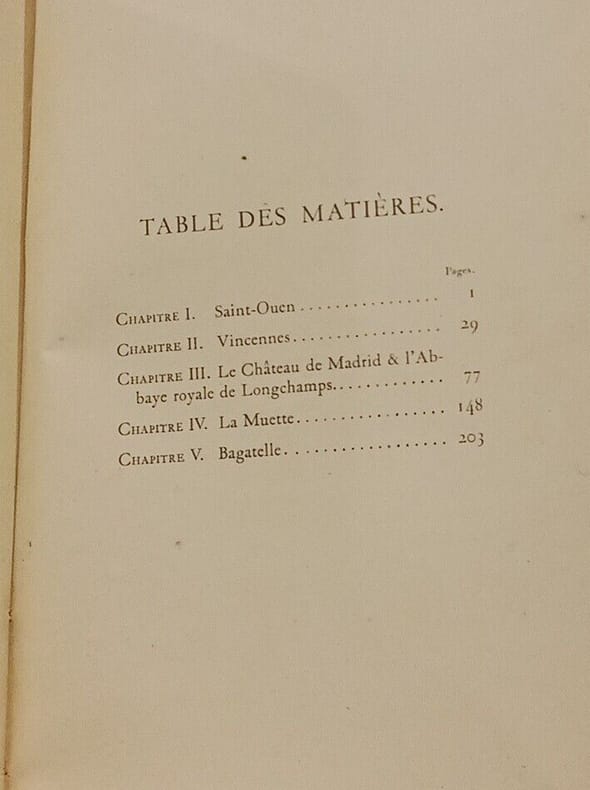 TABLE DES MATIÈRES.
Pages.
CHAPITRE I. Saint-Ouen ................ 1
CHAPITRE II. Vincennes ................. 29
CHAPITRE III. Le Château de Madrid & l'Ab-
baye royale de Longchamps ............ 77
CHAPITRE IV. La Muette ................ 148
CHAPITRE V. Bagatelle .................. 203